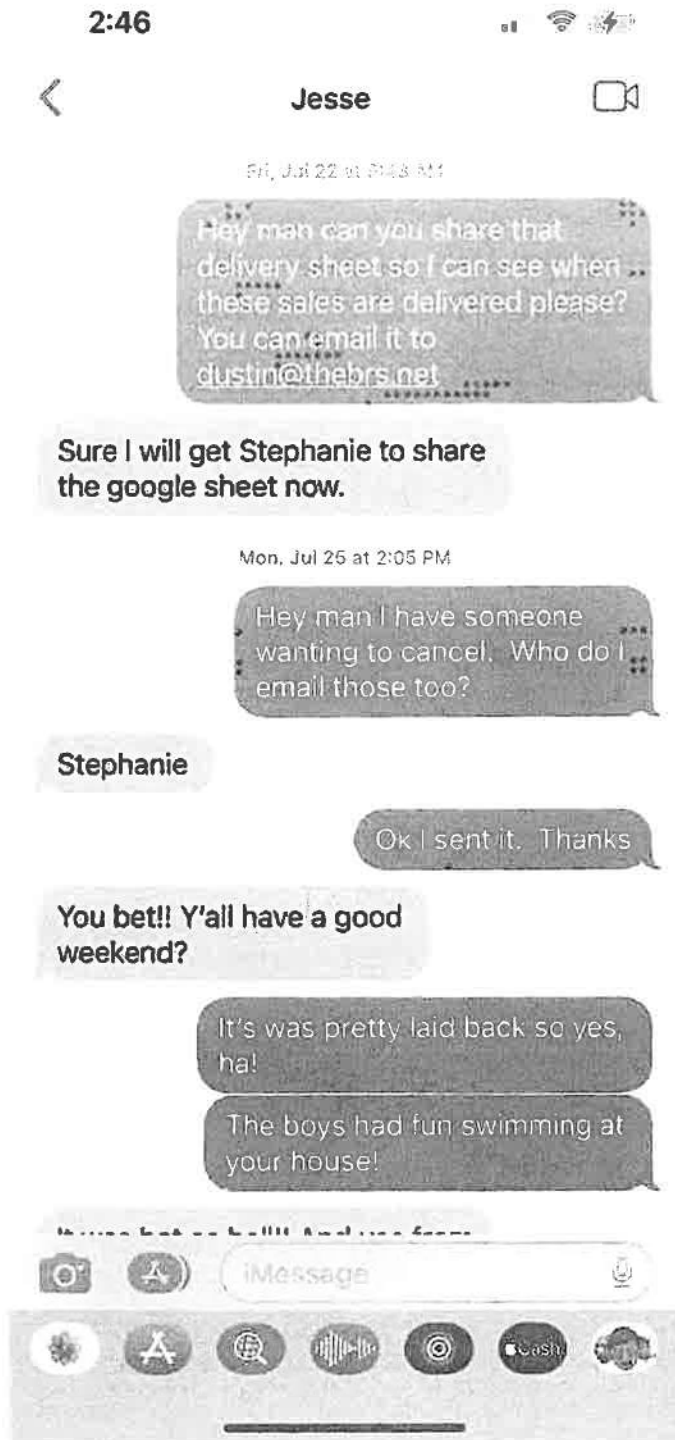 2:46
Jesse
Fri, Jul 22 at
Hey man can you share that
delivery sheet so I can see when
these sales are delivered please?
You can email it to
dustin@thebrs.net
Sure I will get Stephanie to share
the google sheet now.
Mon, Jul 25 at 2:05 PM
Hey man I have someone
wanting to cancel. Who do I
email those too?
Stephanie
Ok I sent it. Thanks
You bet!! Y'all have a good
weekend?
It's was pretty laid back so yes,
ha!
The boys had fun swimming at
your house!
iMessage
Cash